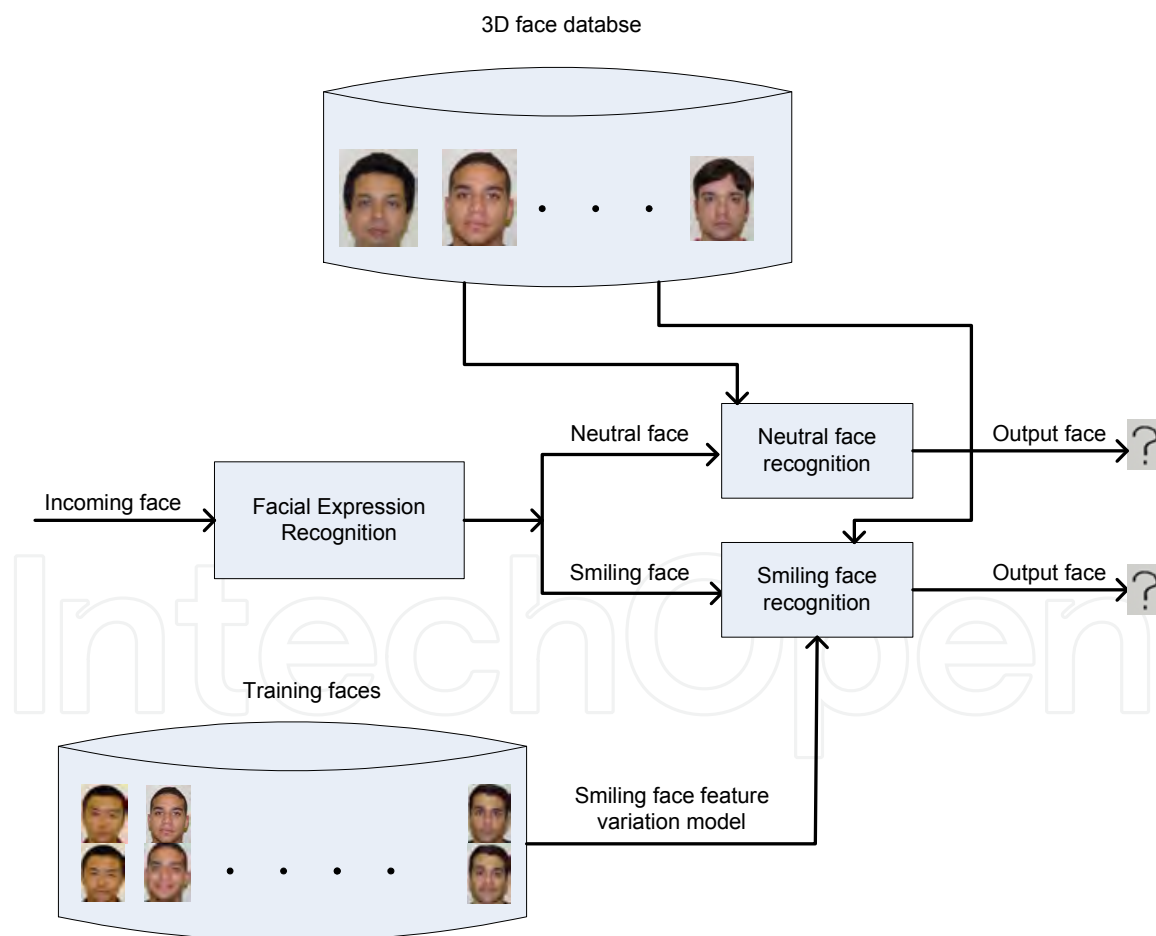 3D face databse
Neutral face
Neutral face
recognition
Output face
?
Incoming face
Facial Expression
Recognition
Smiling face
Smiling face
recognition
Output face
?
IntechOpen
Training faces
Smiling face feature
variation model